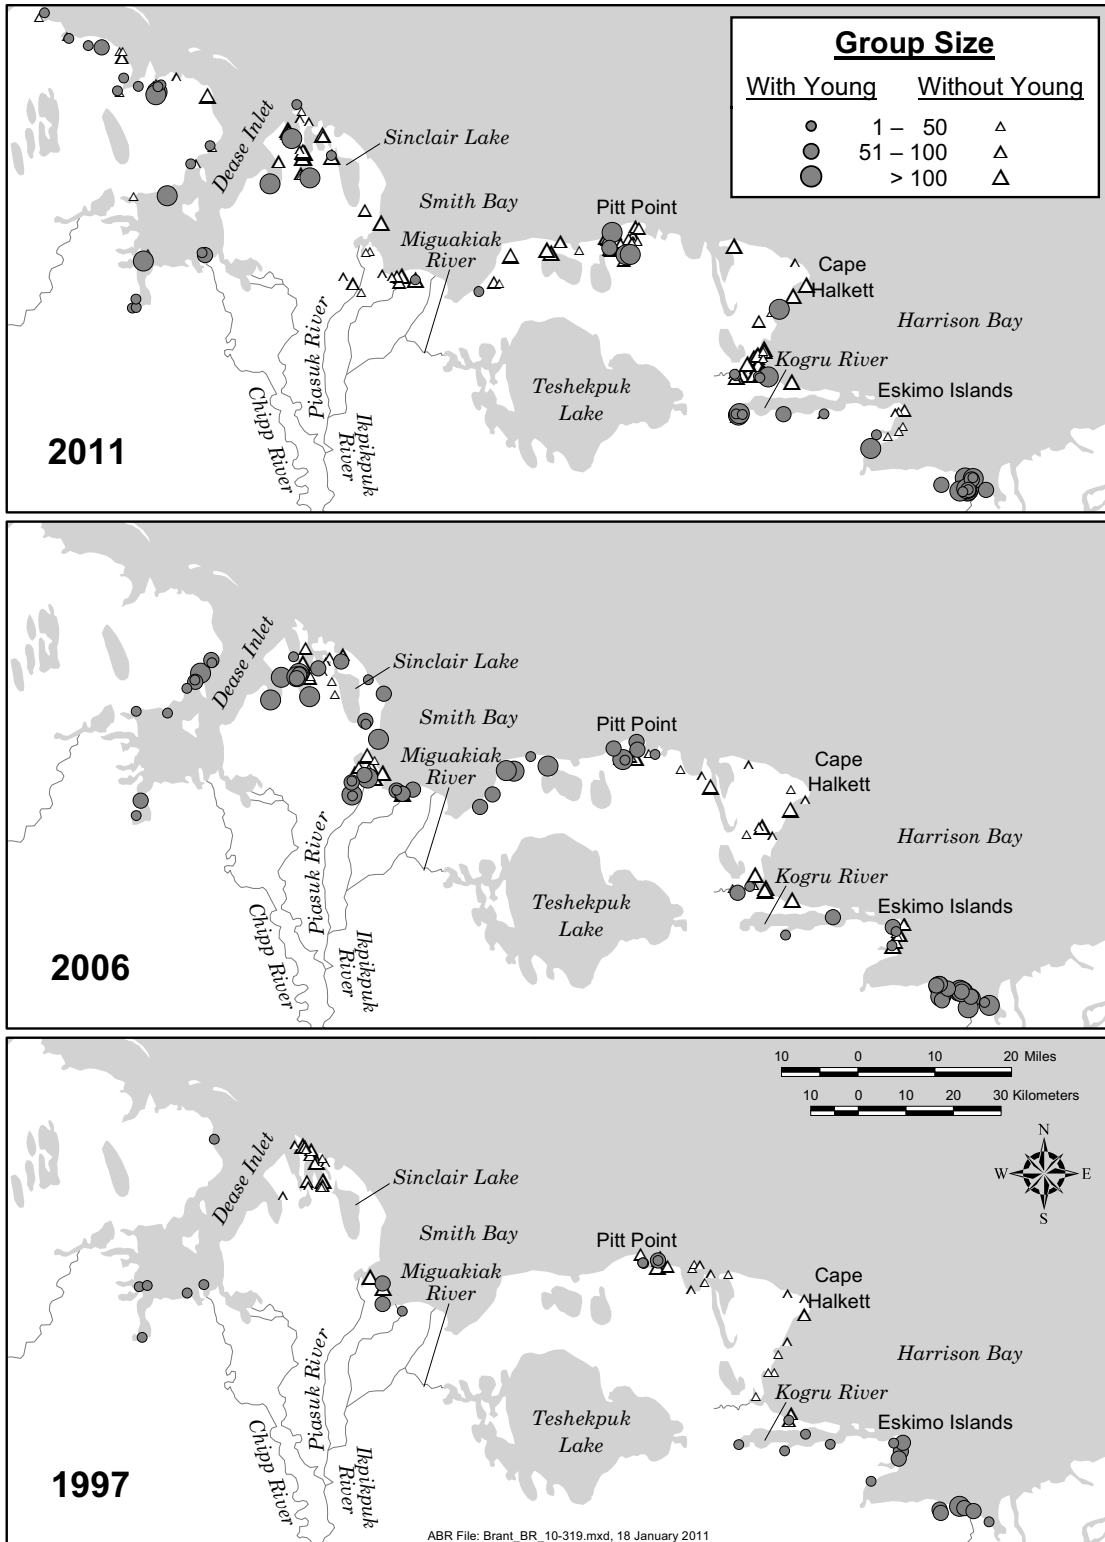 Group Size
With Young Without Young
1 – 50
51 – 100
> 100
Dease Inlet
Sinclair Lake
Smith Bay
Pitt Point
Miguakiak
River
Cape
Halkett
Harrison Bay
Piasuk River
Kogru River
Teshekpuk
Lake
Eskimo Islands
Chipp River
Ikpikpuk
River
2011
Dease Inlet
Sinclair Lake
Smith Bay
Pitt Point
Miguakiak
River
Cape
Halkett
Harrison Bay
Piasuk River
Kogru River
Teshekpuk
Lake
Eskimo Islands
Chipp River
Ikpikpuk
River
2006
10 0 10 20 Miles
10 0 10 20 30 Kilometers
N
W E
S
Dease Inlet
Sinclair Lake
Smith Bay
Pitt Point
Miguakiak
River
Cape
Halkett
Harrison Bay
Piasuk River
Kogru River
Teshekpuk
Lake
Eskimo Islands
Chipp River
Ikpikpuk
River
1997
ABR File: Brant_BR_10-319.mxd, 18 January 2011